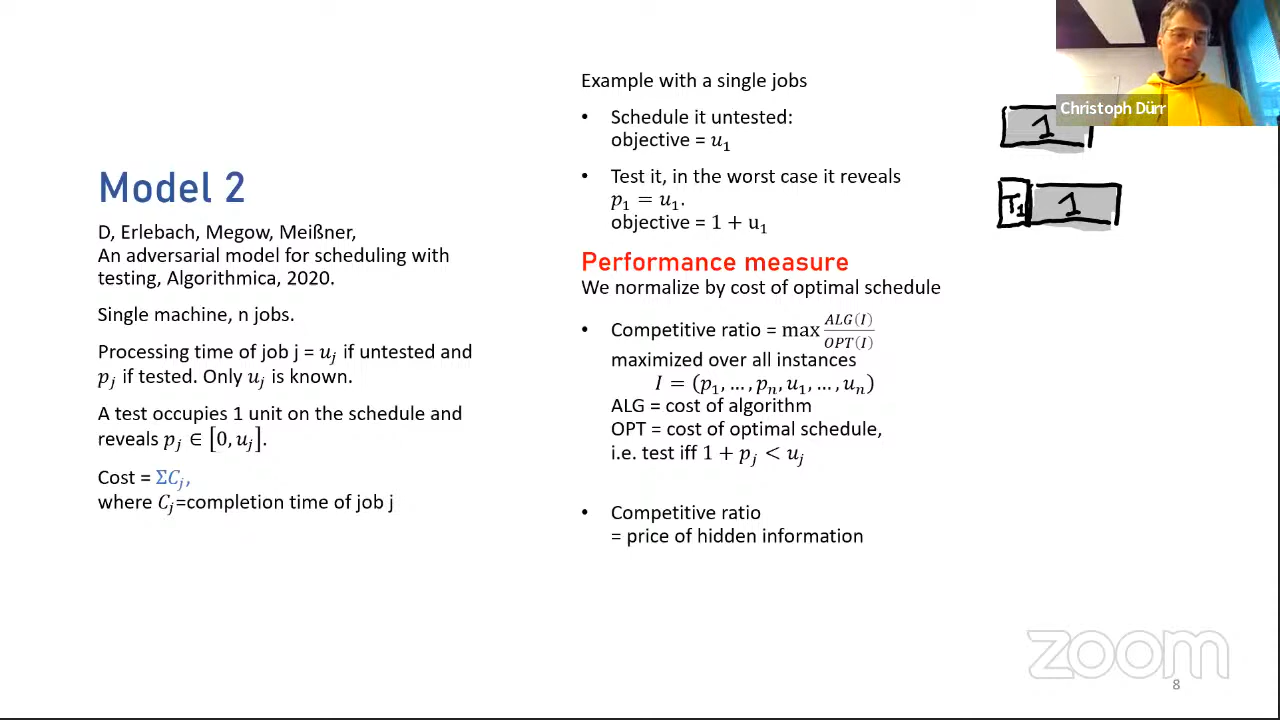 Model 2
D, Erlebach, Megow, Meißner,
An adversarial model for scheduling with
testing, Algorithmica, 2020.
Single machine, n jobs.
Processing time of job j = u_j if untested and
p_j if tested. Only u_j is known.
A test occupies 1 unit on the schedule and
reveals p_j ∈ [0, u_j].
Cost = ΣC_j,
where C_j=completion time of job j
Example with a single jobs
• Schedule it untested:
objective = u_1
• Test it, in the worst case it reveals
p_1 = u_1.
objective = 1 + u_1
Performance measure
We normalize by cost of optimal schedule
• Competitive ratio = max ALG(I)/OPT(I)
maximized over all instances
I = (p_1, …, p_n, u_1, …, u_n)
ALG = cost of algorithm
OPT = cost of optimal schedule,
i.e. test iff 1 + p_j < u_j
• Competitive ratio
= price of hidden information
Christoph Dürr
1
T_1 1
zoom
8